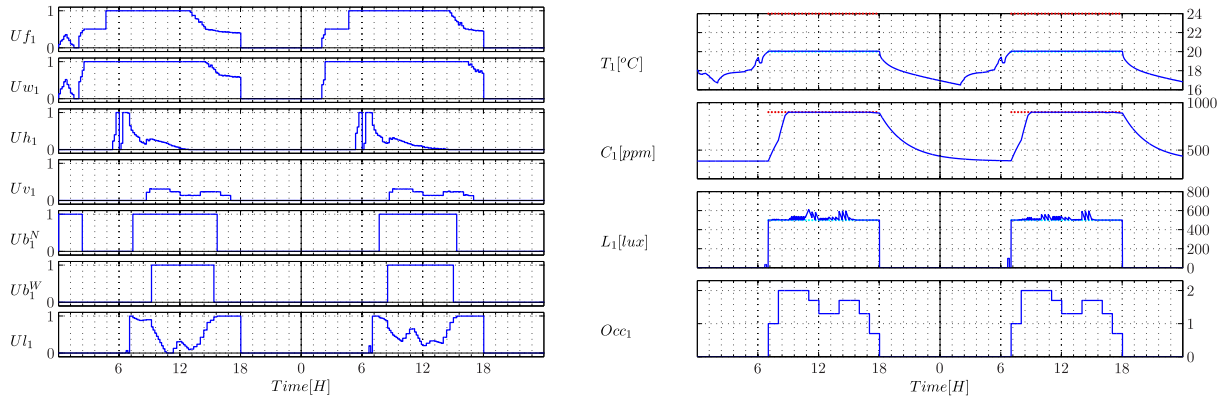 Uf₁
1
0
Uw₁
1
0
Uh₁
1
0
Uv₁
1
0
Ub₁ᴺ
1
0
Ub₁ᵂ
1
0
Ul₁
1
0
6 12 18 0 6 12 18
Time[H]
T₁[°C]
24
22
20
18
16
C₁[ppm]
1000
500
L₁[lux]
800
600
400
200
0
Occ₁
2
1
0
6 12 18 0 6 12 18
Time[H]